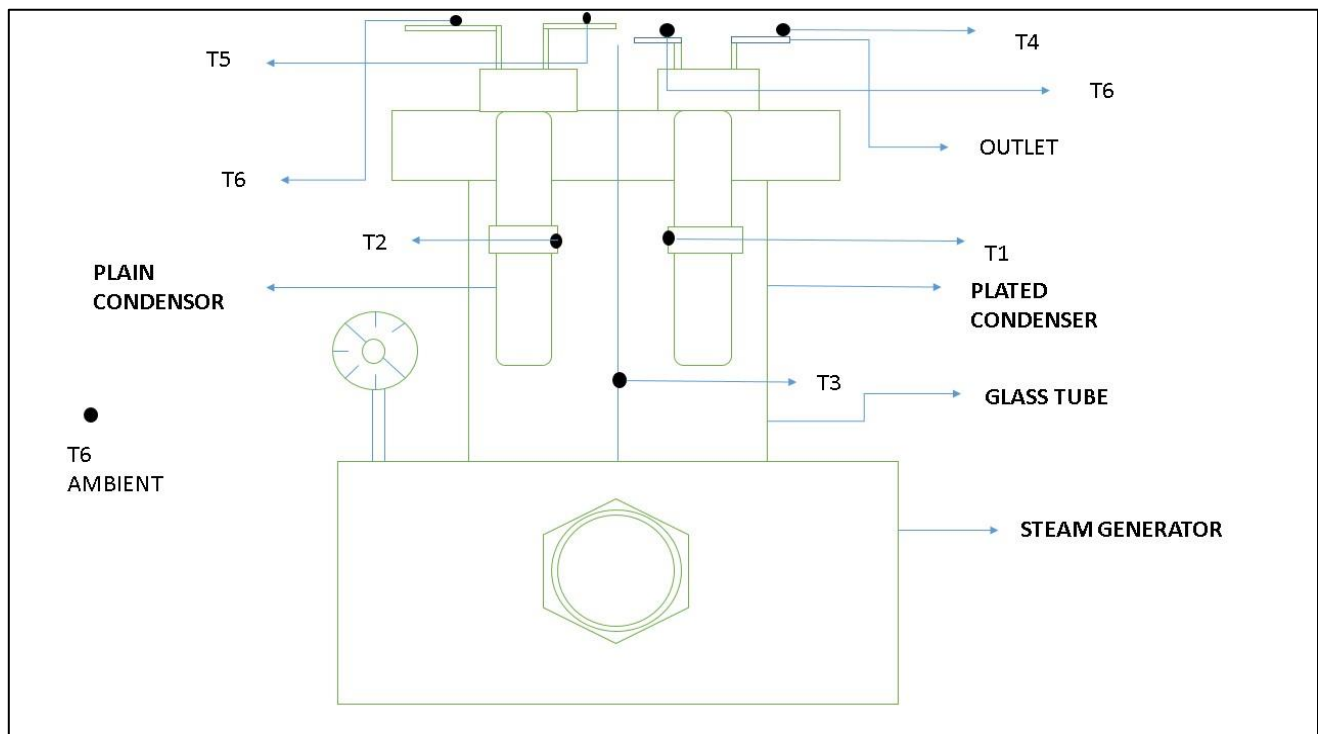 T5
T4
T6
OUTLET
T6
T2
T1
PLAIN
CONDENSOR
PLATED
CONDENSER
T3
GLASS TUBE
T6
AMBIENT
STEAM GENERATOR